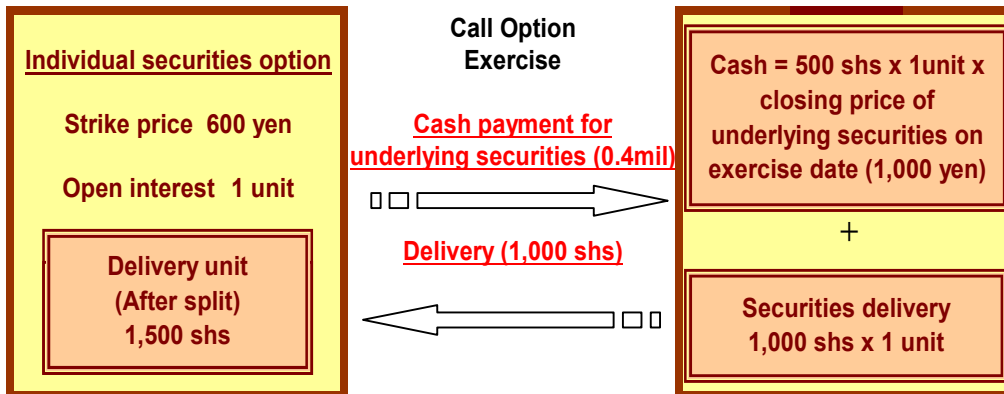 Individual securities option
Strike price 600 yen
Open interest 1 unit
Delivery unit
(After split)
1,500 shs
Call Option
Exercise
Cash payment for
underlying securities (0.4mil)
Delivery (1,000 shs)
Cash = 500 shs x 1unit x
closing price of
underlying securities on
exercise date (1,000 yen)
+
Securities delivery
1,000 shs x 1 unit